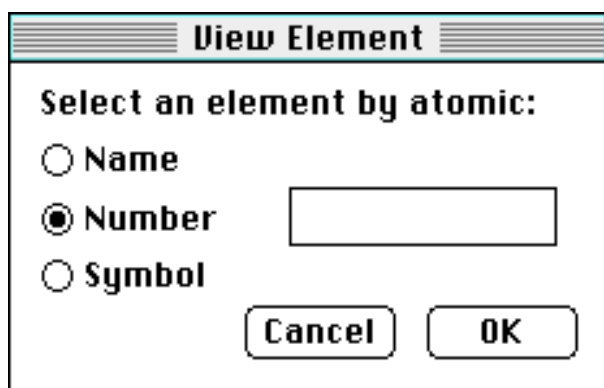 View Element
Select an element by atomic:
Name
Number
Symbol
Cancel OK